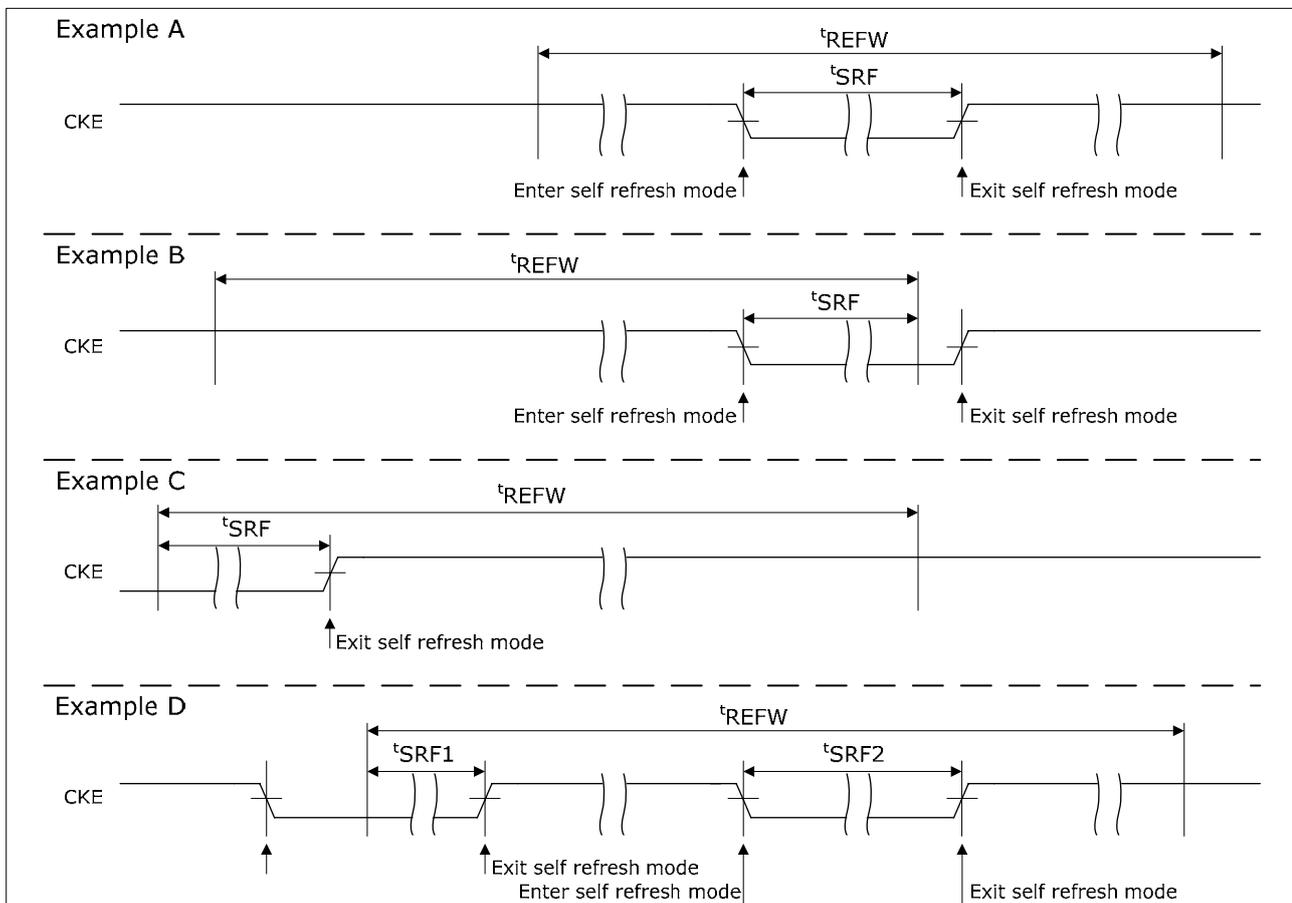 Example A
tREFW
tSRF
CKE
Enter self refresh mode
Exit self refresh mode
Example B
tREFW
tSRF
CKE
Enter self refresh mode
Exit self refresh mode
Example C
tREFW
tSRF
CKE
Exit self refresh mode
Example D
tREFW
tSRF1
tSRF2
CKE
Exit self refresh mode
Enter self refresh mode
Exit self refresh mode